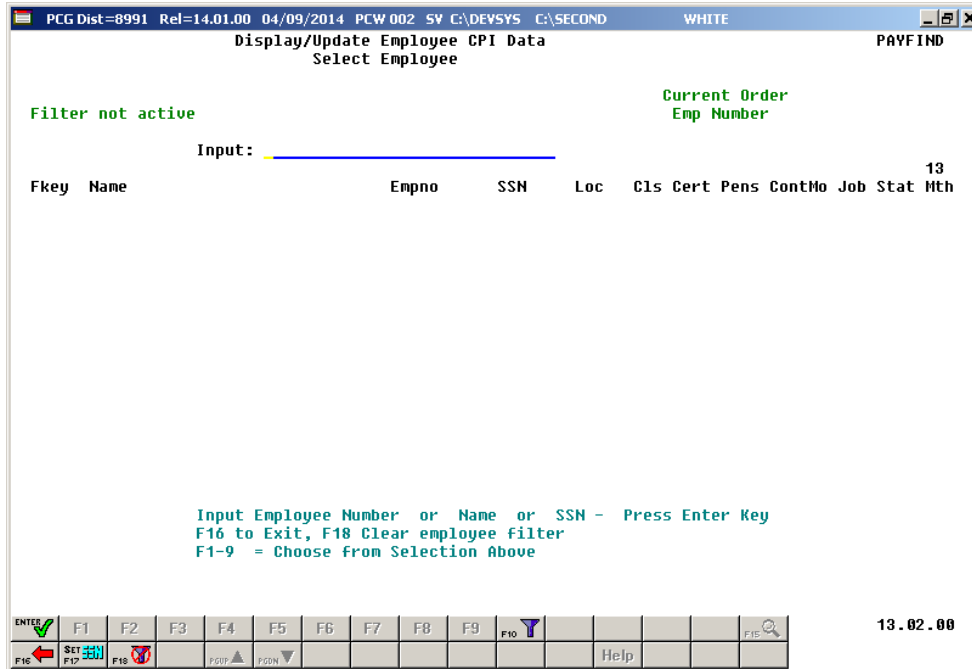 PCG Dist=8991 Rel=14.01.00 04/09/2014 PCW 002 SV C:\DEVSYS C:\SECOND WHITE
Display/Update Employee CPI Data PAYFIND
Select Employee
Current Order
Filter not active Emp Number
Input:
13
Fkey Name Empno SSN Loc Cls Cert Pens ContMo Job Stat Mth
Input Employee Number or Name or SSN - Press Enter Key
F16 to Exit, F18 Clear employee filter
F1-9 = Choose from Selection Above
ENTER F1 F2 F3 F4 F5 F6 F7 F8 F9 F10 F15 13.02.00
F16 SET F17 SSN F18 PGUP PGDN Help